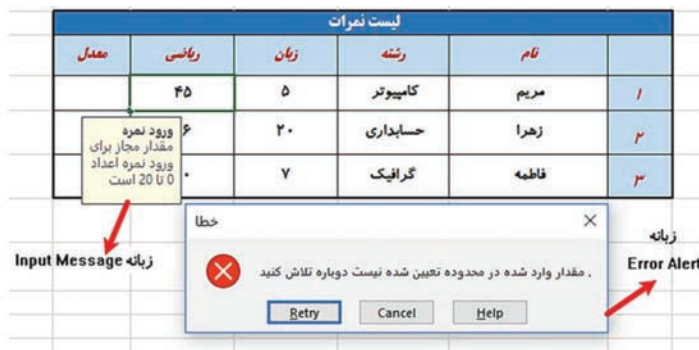 لیست نمرات
نام رشته زبان ریاضی معدل
۱ مریم کامپیوتر ۵ ۴۵
۲ زهرا حسابداری ۲۰ ۶
۳ فاطمه گرافیک ۷ ۰
ورود نمره
مقدار مجاز برای
ورود نمره اعداد
0 تا 20 است
زبانه Input Message
خطا
مقدار وارد شده در محدوده تعیین شده نیست دوباره تلاش کنید .
Retry Cancel Help
زبانه
Error Alert